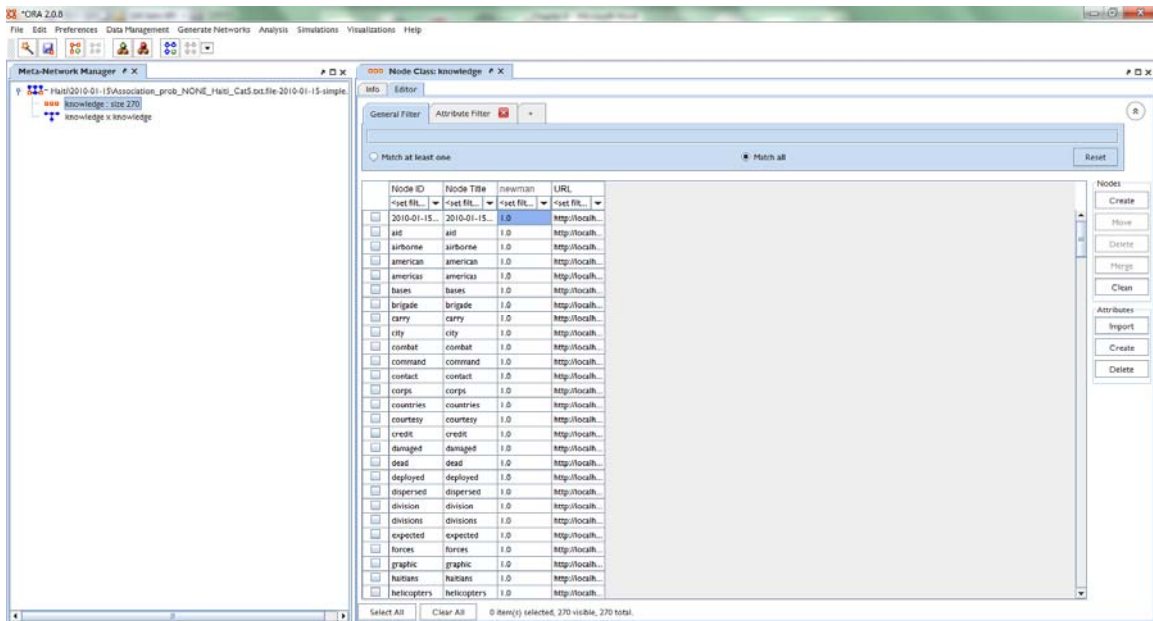 *ORA 2.0.8
File Edit Preferences Data Management Generate Networks Analysis Simulations Visualizations Help
Meta-Network Manager
Node Class: knowledge
Haiti\2010-01-15\Association_prob_NONE_Haiti_Cat5.txt.file-2010-01-15-simple.
knowledge : size 270
knowledge x knowledge
Info Editor
General Filter Attribute Filter +
Match at least one Match all Reset
Node ID Node Title newman URL
<set filt... <set filt... <set filt... <set filt...
2010-01-15... 2010-01-15... 1.0 http://localh...
aid aid 1.0 http://localh...
airborne airborne 1.0 http://localh...
american american 1.0 http://localh...
americas americas 1.0 http://localh...
bases bases 1.0 http://localh...
brigade brigade 1.0 http://localh...
carry carry 1.0 http://localh...
city city 1.0 http://localh...
combat combat 1.0 http://localh...
command command 1.0 http://localh...
contact contact 1.0 http://localh...
corps corps 1.0 http://localh...
countries countries 1.0 http://localh...
courtesy courtesy 1.0 http://localh...
credit credit 1.0 http://localh...
damaged damaged 1.0 http://localh...
dead dead 1.0 http://localh...
deployed deployed 1.0 http://localh...
dispersed dispersed 1.0 http://localh...
division division 1.0 http://localh...
divisions divisions 1.0 http://localh...
expected expected 1.0 http://localh...
forces forces 1.0 http://localh...
graphic graphic 1.0 http://localh...
haitians haitians 1.0 http://localh...
helicopters helicopters 1.0 http://localh...
Select All Clear All 0 item(s) selected, 270 visible, 270 total.
Nodes
Create
Move
Delete
Merge
Clean
Attributes
Import
Create
Delete